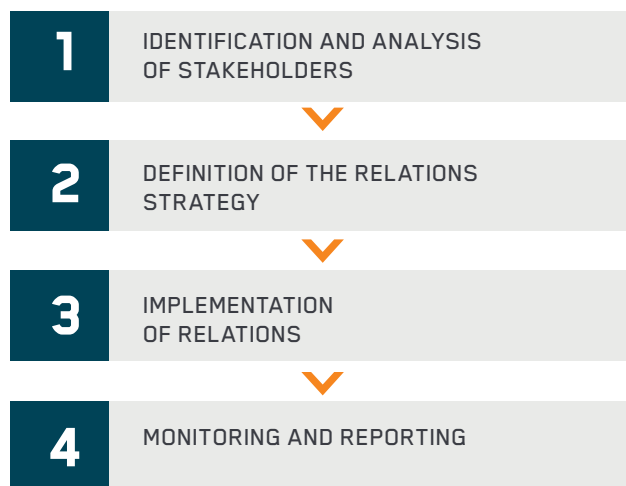 1
IDENTIFICATION AND ANALYSIS
OF STAKEHOLDERS
2
DEFINITION OF THE RELATIONS
STRATEGY
3
IMPLEMENTATION
OF RELATIONS
4
MONITORING AND REPORTING